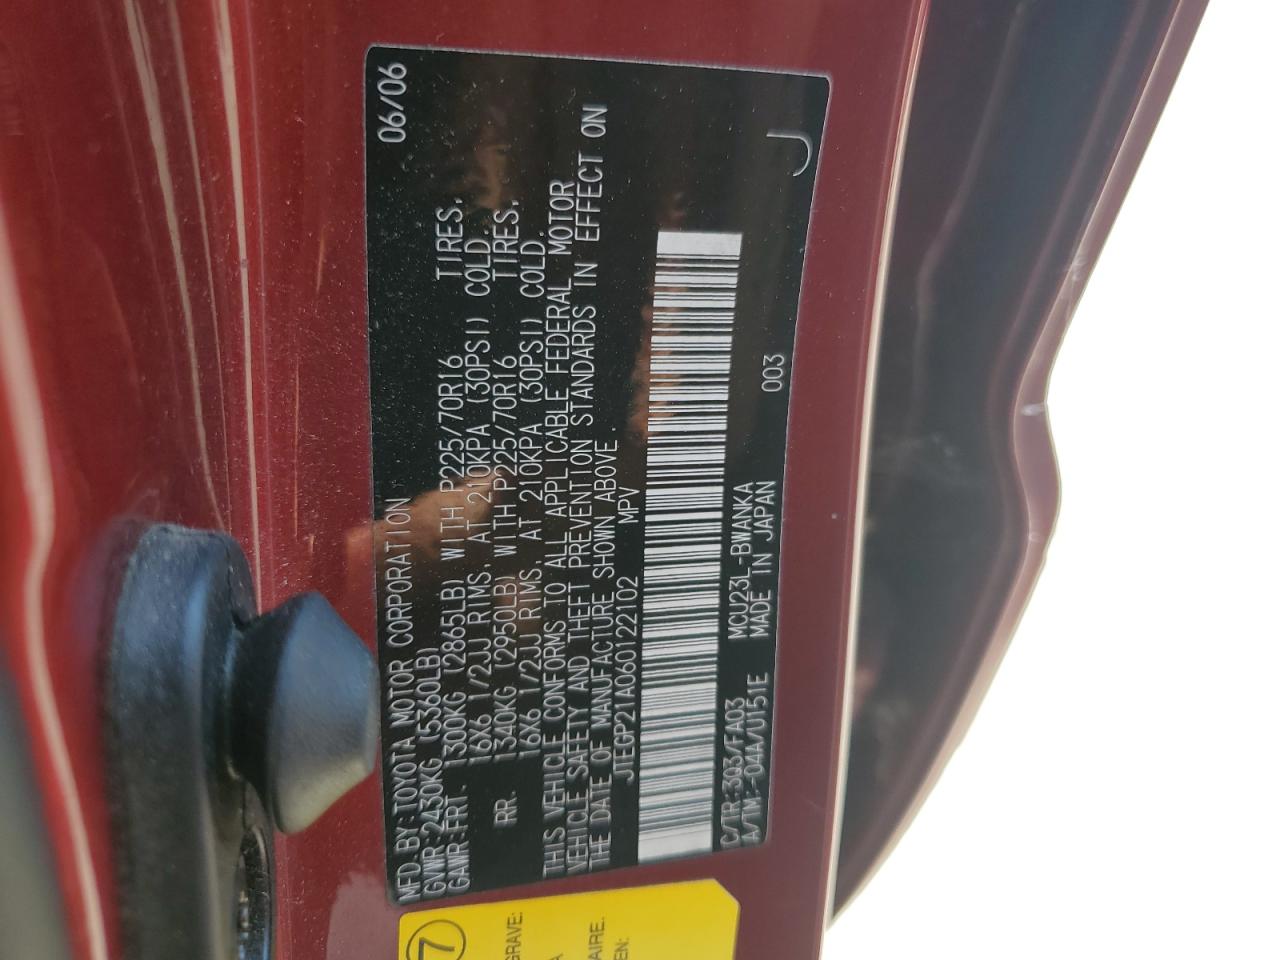 MFD.BY:TOYOTA MOTOR CORPORATION 06/06
GVWR:2430KG (5360LB)
GAWR:FRT. 1300KG (2865LB) WITH P225/70R16 TIRES,
16X6 1/2JJ RIMS, AT 210KPA (30PSI) COLD.
RR. 1340KG (2950LB) WITH P225/70R16 TIRES,
16X6 1/2JJ RIMS, AT 210KPA (30PSI) COLD.
THIS VEHICLE CONFORMS TO ALL APPLICABLE FEDERAL MOTOR
VEHICLE SAFETY AND THEFT PREVENTION STANDARDS IN EFFECT ON
THE DATE OF MANUFACTURE SHOWN ABOVE.
JTEGP21A060122102 MPV
C/TR:3Q3/FA03 MCU23L-BWANKA 003 J
A/TM:-04A/U151E MADE IN JAPAN
7
GRAVE:
AIRE.
EN: